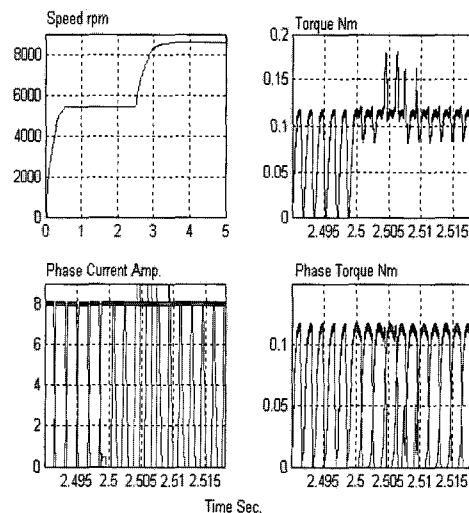 Speed rpm
8000
6000
4000
2000
0
0 1 2 3 4 5
Torque Nm
0.2
0.15
0.1
0.05
0
2.495 2.5 2.505 2.51 2.515
Phase Current Amp.
8
6
4
2
0
2.495 2.5 2.505 2.51 2.515
Phase Torque Nm
0.1
0.05
0
2.495 2.5 2.505 2.51 2.515
Time Sec.